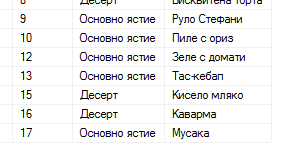 8 Десерт Бисквитена торта
9 Основно ястие Руло Стефани
10 Основно ястие Пиле с ориз
12 Основно ястие Зеле с домати
13 Основно ястие Тас-кебап
15 Десерт Кисело мляко
16 Десерт Каварма
17 Основно ястие Мусака